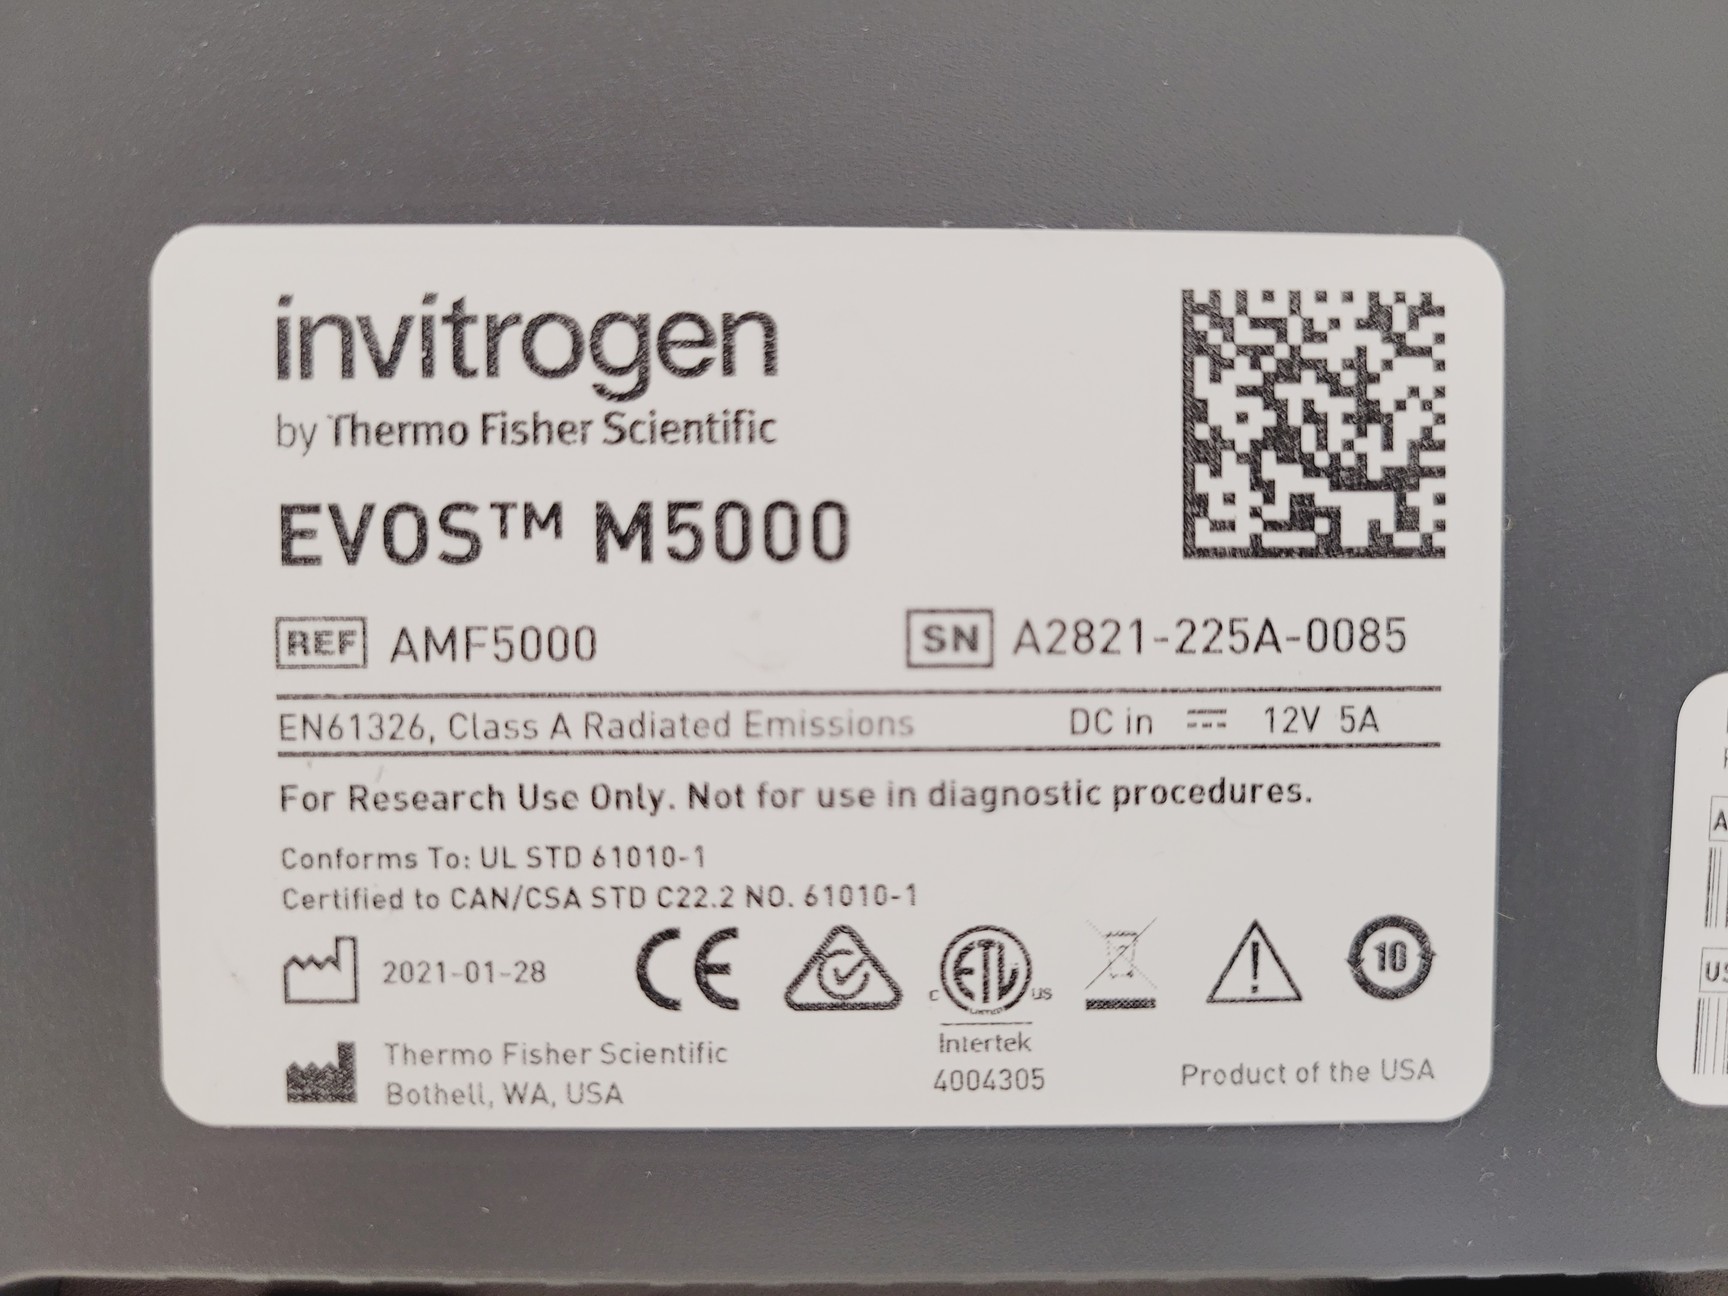 invitrogen
by Thermo Fisher Scientific
EVOS™ M5000
REF AMF5000
SN A2821-225A-0085
EN61326, Class A Radiated Emissions
DC in 12V 5A
For Research Use Only. Not for use in diagnostic procedures.
Conforms To: UL STD 61010-1
Certified to CAN/CSA STD C22.2 NO. 61010-1
2021-01-28
CE
c ETL us
10
Intertek
4004305
Thermo Fisher Scientific
Bothell, WA, USA
Product of the USA